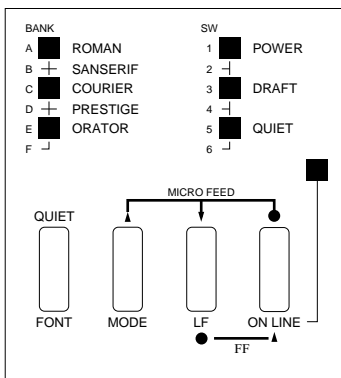 BANK SW
A ROMAN 1 POWER
B SANSERIF 2
C COURIER 3 DRAFT
D PRESTIGE 4
E ORATOR 5 QUIET
F 6
MICRO FEED
QUIET
FONT MODE LF ON LINE
FF